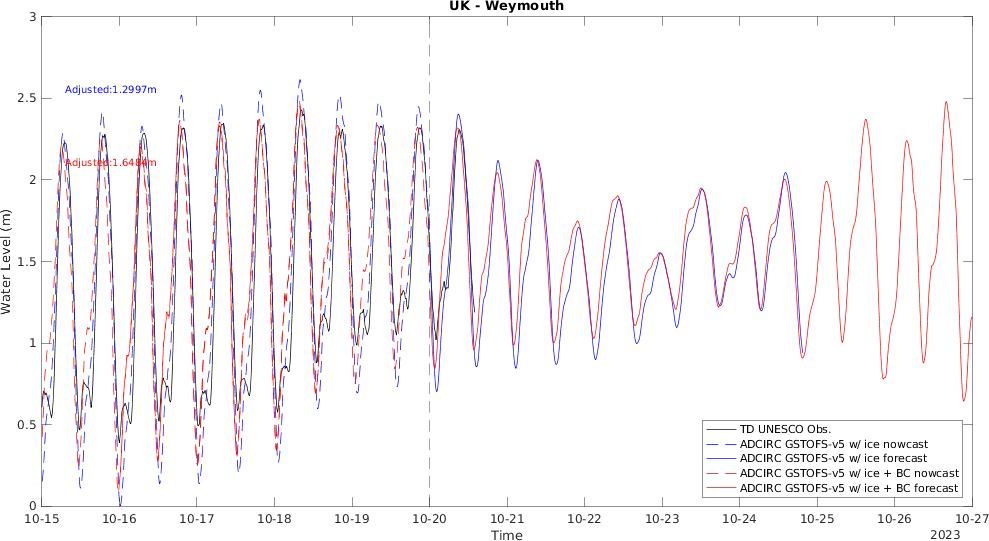 UK - Weymouth
3
2.5
2
1.5
1
0.5
0
Water Level (m)
Adjusted:1.2997m
Adjusted:1.6484m
TD UNESCO Obs.
ADCIRC GSTOFS-v5 w/ ice nowcast
ADCIRC GSTOFS-v5 w/ ice forecast
ADCIRC GSTOFS-v5 w/ ice + BC nowcast
ADCIRC GSTOFS-v5 w/ ice + BC forecast
10-15 10-16 10-17 10-18 10-19 10-20 10-21 10-22 10-23 10-24 10-25 10-26 10-27
Time
2023